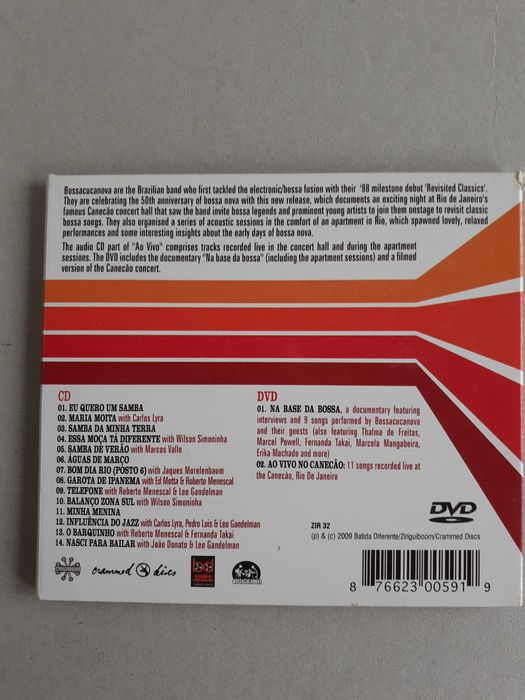 Bossacucanova are the Brazilian band who first tackled the electronic/bossa fusion with their '98 milestone debut 'Revisited Classics'.
They are celebrating the 50th anniversary of bossa nova with this new release, which documents an exciting night at Rio de Janeiro's
famous Canecão concert hall that saw the band invite bossa legends and prominent young artists to join them onstage to revisit classic
bossa songs. They also organised a series of acoustic sessions in the comfort of an apartment in Rio, which spawned lovely, relaxed
performances and some interesting insights about the early days of bossa nova.
The audio CD part of "Ao Vivo" comprises tracks recorded live in the concert hall and during the apartment
sessions. The DVD includes the documentary "Na base da bossa" (including the apartment sessions) and a filmed
version of the Canecão concert.
CD
01. EU QUERO UM SAMBA
02. MARIA MOITA with Carlos Lyra
03. SAMBA DA MINHA TERRA
04. ESSA MOÇA TÁ DIFERENTE with Wilson Simoninha
05. SAMBA DE VERÃO with Marcos Valle
06. ÁGUAS DE MARÇO
07. BOM DIA RIO (POSTO 6) with Jaques Morelenbaum
08. GAROTA DE IPANEMA with Ed Motta & Roberto Menescal
09. TELEFONE with Roberto Menescal & Leo Gandelman
10. BALANÇO ZONA SUL with Wilson Simoninha
11. MINHA MENINA
12. INFLUÊNCIA DO JAZZ with Carlos Lyra, Pedro Luis & Leo Gandelman
13. O BARQUINHO with Roberto Menescal & Fernanda Takai
14. NASCI PARA BAILAR with João Donato & Leo Gandelman
DVD
01. NA BASE DA BOSSA, a documentary featuring
interviews and 9 songs performed by Bossacucanova
and their guests (also featuring Thalma de Freitas,
Marcel Powell, Fernanda Takai, Marcela Mangabeira,
Erika Machado and more)
02. AO VIVO NO CANECÃO: 11 songs recorded live at
the Canecão, Rio De Janeiro
DVD
ZIR 32
(p) & (c) 2009 Batida Diferente/Ziriguiboom/Crammed Discs
crammed discs
BOSSACUCANOVA
8 76623 00591 9